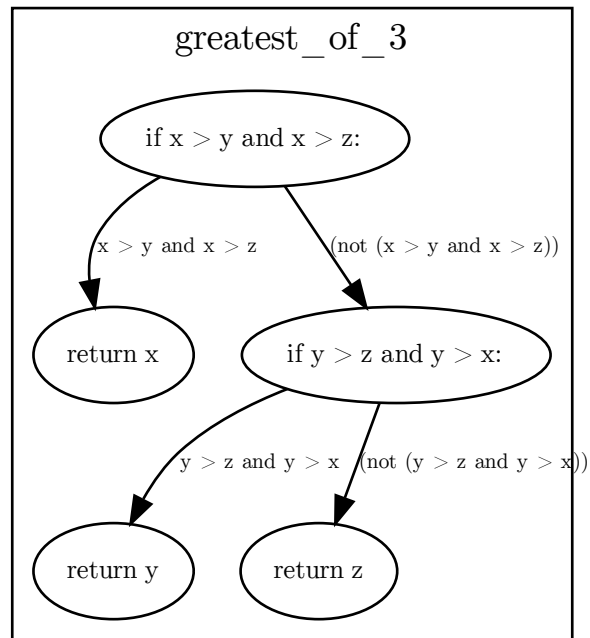 greatest_of_3
if x > y and x > z:
x > y and x > z
(not (x > y and x > z))
return x
if y > z and y > x:
y > z and y > x
(not (y > z and y > x))
return y
return z